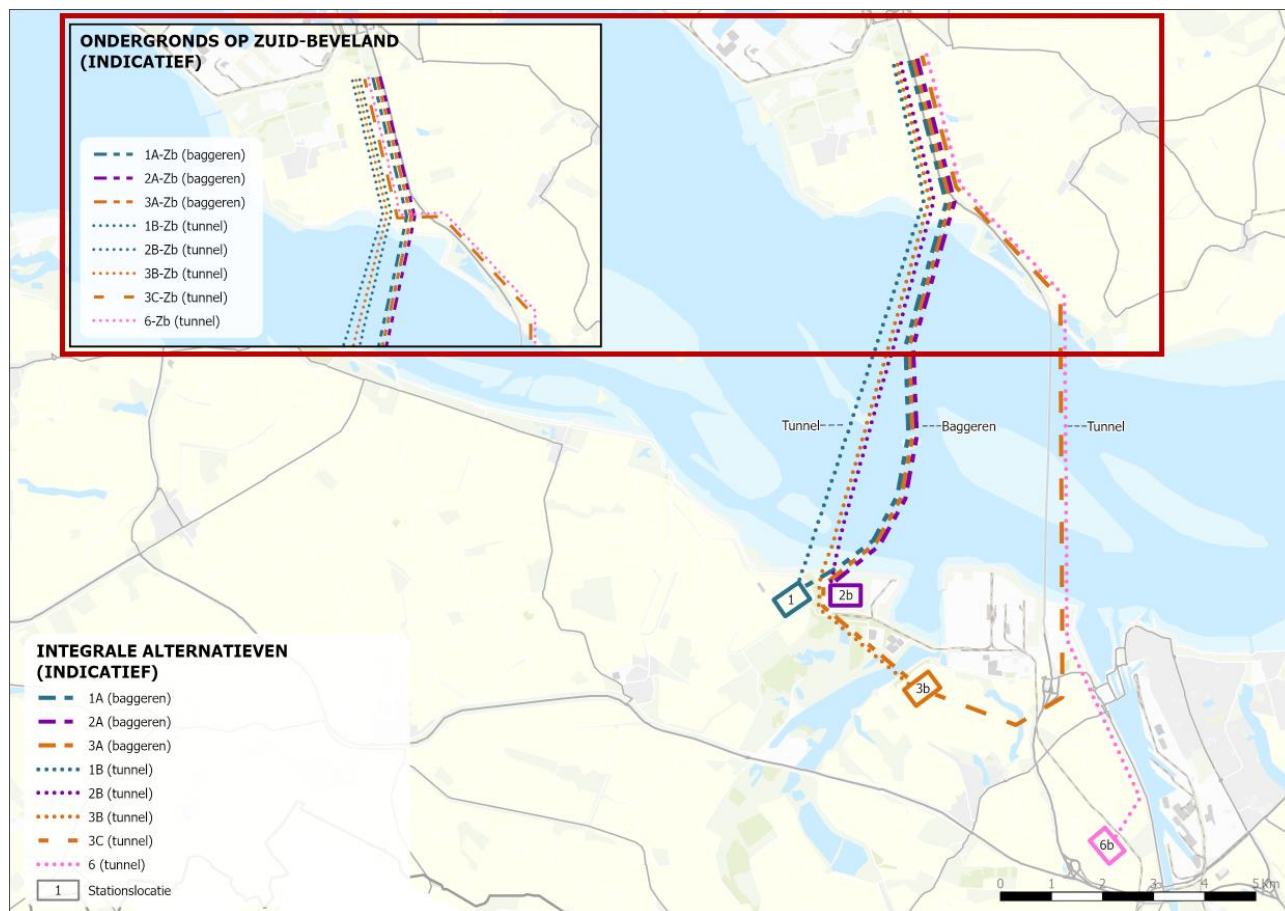 ONDERGRONDS OP ZUID-BEVELAND
(INDICATIEF)
1A-Zb (baggeren)
2A-Zb (baggeren)
3A-Zb (baggeren)
1B-Zb (tunnel)
2B-Zb (tunnel)
3B-Zb (tunnel)
3C-Zb (tunnel)
6-Zb (tunnel)
Tunnel
Baggeren
Tunnel
1
2b
3b
6b
INTEGRALE ALTERNATIEVEN
(INDICATIEF)
1A (baggeren)
2A (baggeren)
3A (baggeren)
1B (tunnel)
2B (tunnel)
3B (tunnel)
3C (tunnel)
6 (tunnel)
1 Stationslocatie
0 1 2 3 4 5 Km